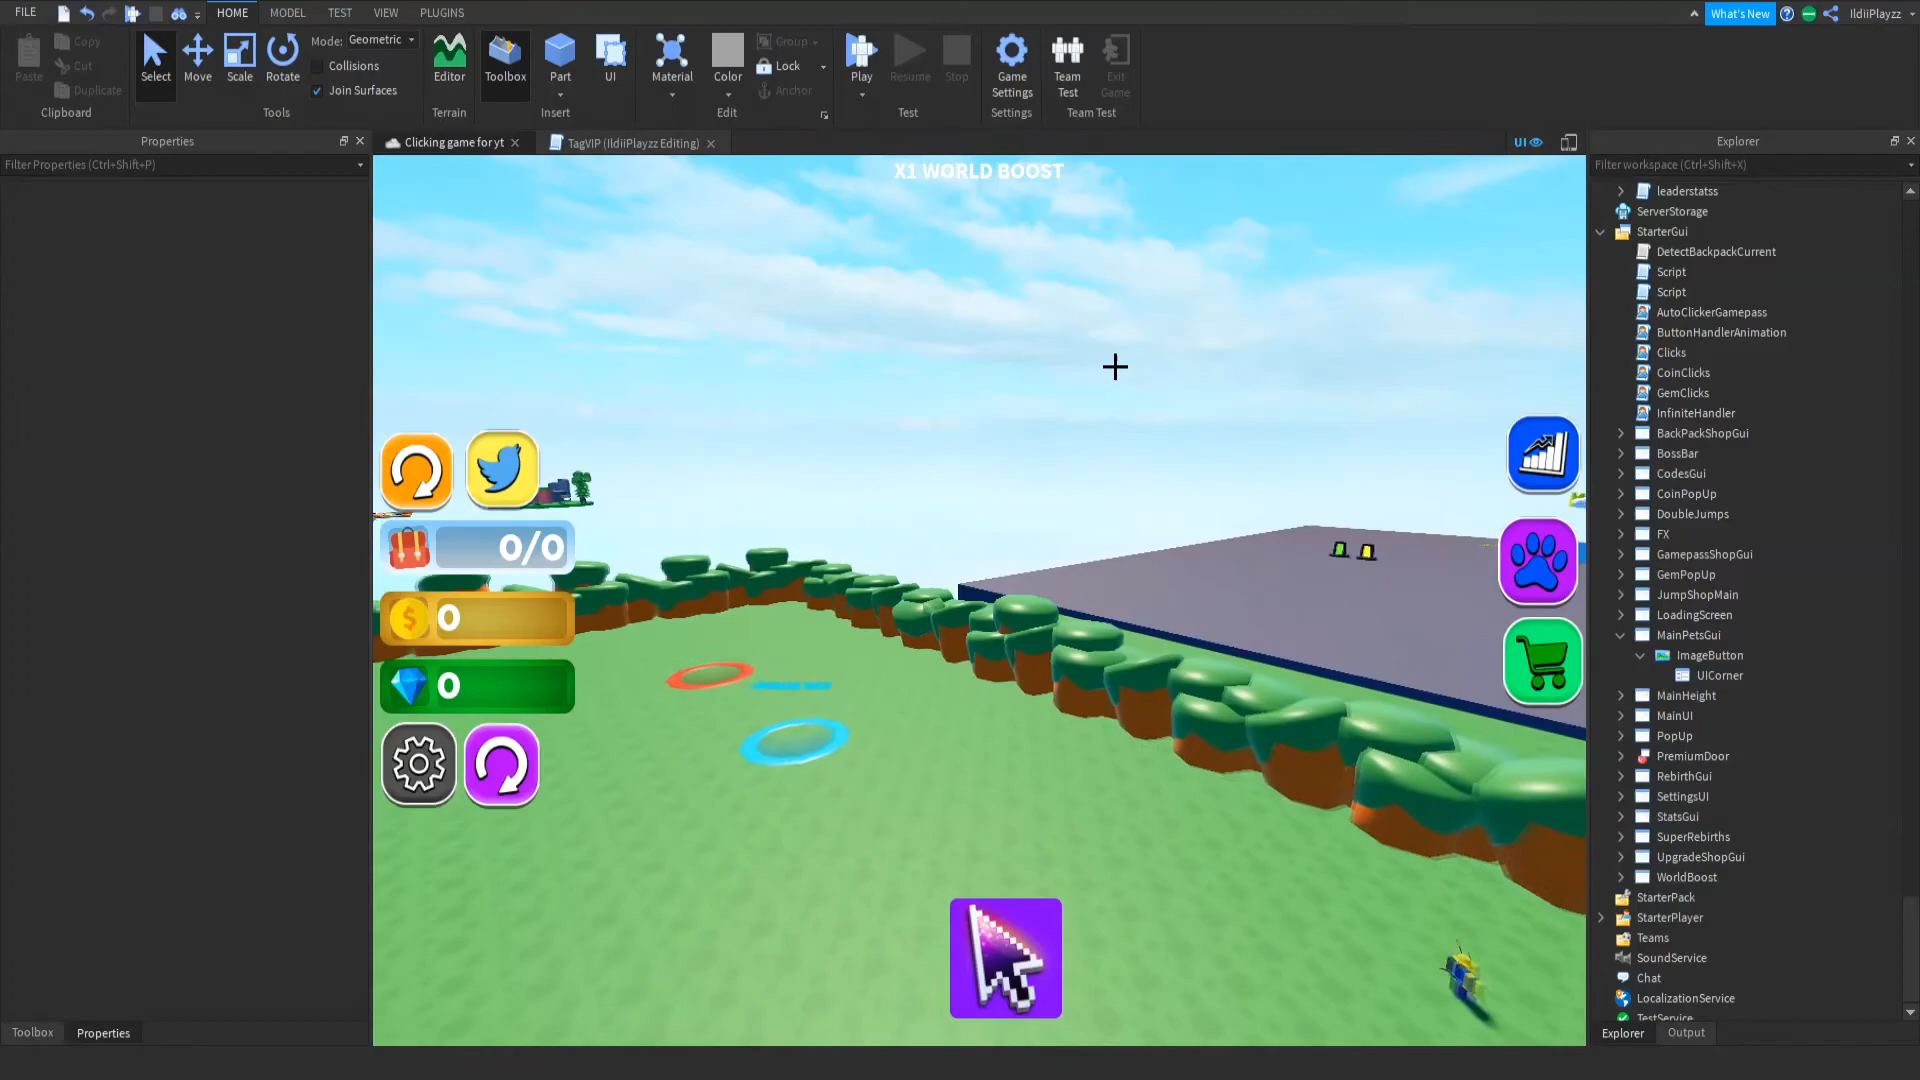 FILE HOME MODEL TEST VIEW PLUGINS What's New IldiiPlayzz
Paste Copy Cut Duplicate Clipboard
Select Move Scale Rotate Mode: Geometric Collisions Join Surfaces Tools
Editor Terrain
Toolbox Part UI Insert
Material Color Group Lock Anchor Edit
Play Resume Stop Test
Game Settings Settings
Team Test Exit Game Team Test
Properties
Filter Properties (Ctrl+Shift+P)
Clicking game for yt
TagVIP (IldiiPlayzz Editing)
UI
X1 WORLD BOOST
0/0
$ 0
0
Explorer
Filter workspace (Ctrl+Shift+X)
leaderstatss
ServerStorage
StarterGui
DetectBackpackCurrent
Script
Script
AutoClickerGamepass
ButtonHandlerAnimation
Clicks
CoinClicks
GemClicks
InfiniteHandler
BackPackShopGui
BossBar
CodesGui
CoinPopUp
DoubleJumps
FX
GamepassShopGui
GemPopUp
JumpShopMain
LoadingScreen
MainPetsGui
ImageButton
UICorner
MainHeight
MainUI
PopUp
PremiumDoor
RebirthGui
SettingsUI
StatsGui
SuperRebirths
UpgradeShopGui
WorldBoost
StarterPack
StarterPlayer
Teams
SoundService
Chat
LocalizationService
TestService
Toolbox Properties
Explorer Output